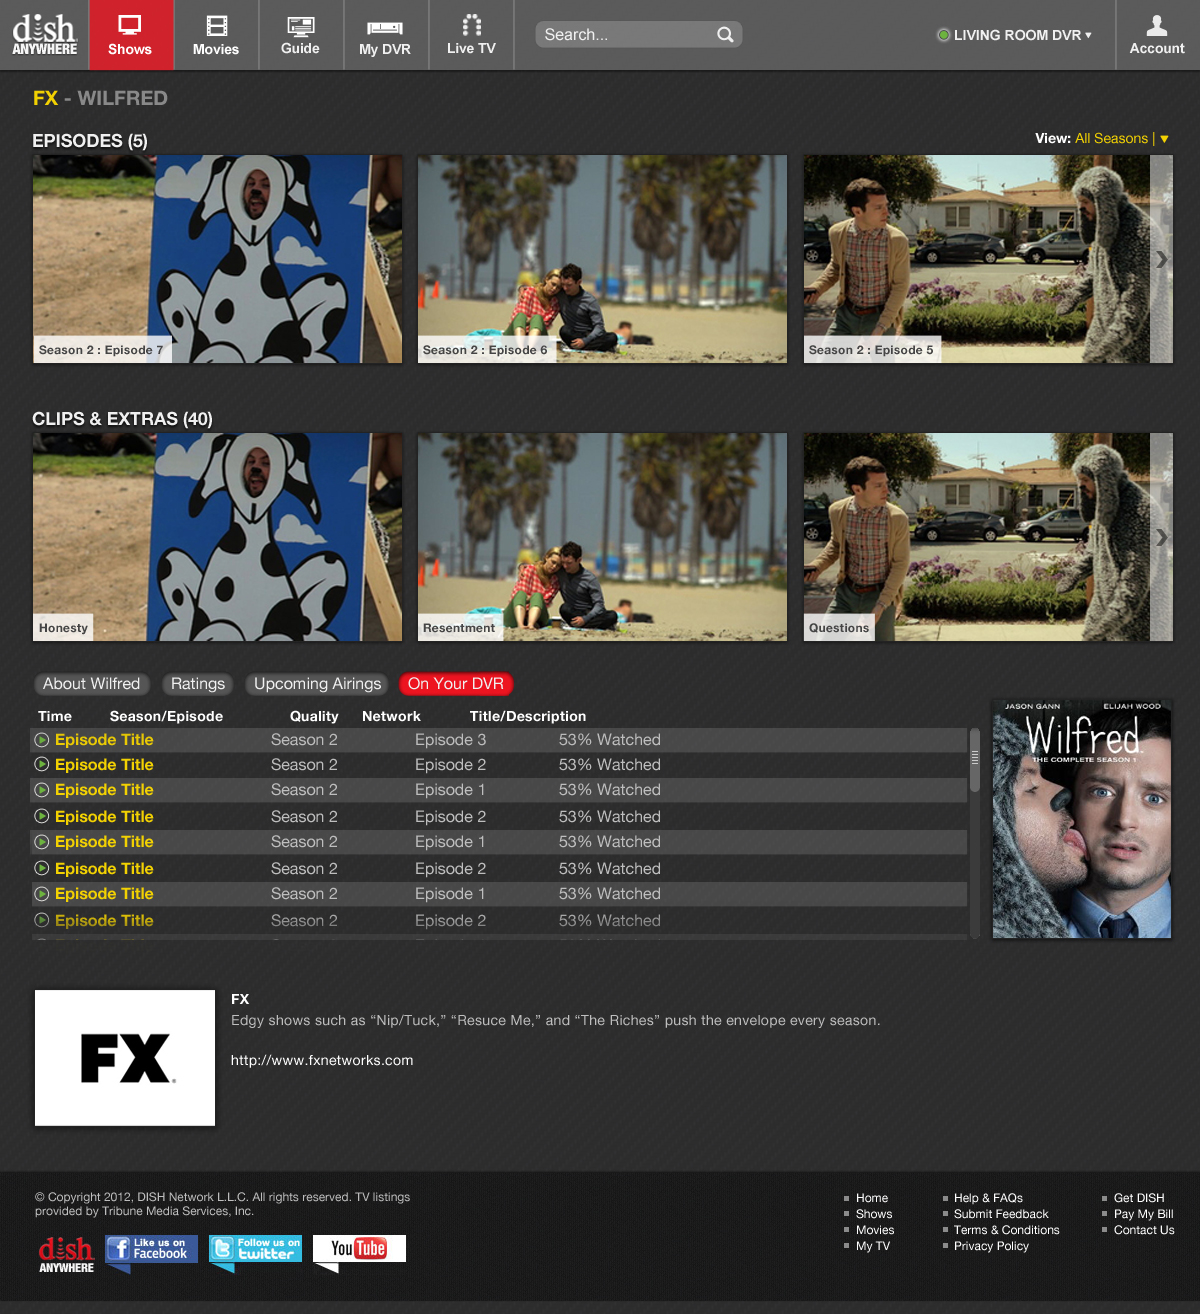 dish
ANYWHERE
Shows
Movies
Guide
My DVR
Live TV
Search...
LIVING ROOM DVR
Account
FX - WILFRED
EPISODES (5)
View: All Seasons |
Season 2 : Episode 7
Season 2 : Episode 6
Season 2 : Episode 5
CLIPS & EXTRAS (40)
Honesty
Resentment
Questions
About Wilfred
Ratings
Upcoming Airings
On Your DVR
Time Season/Episode Quality Network Title/Description
Episode Title Season 2 Episode 3 53% Watched
Episode Title Season 2 Episode 2 53% Watched
Episode Title Season 2 Episode 1 53% Watched
Episode Title Season 2 Episode 2 53% Watched
Episode Title Season 2 Episode 1 53% Watched
Episode Title Season 2 Episode 2 53% Watched
Episode Title Season 2 Episode 1 53% Watched
Episode Title Season 2 Episode 2 53% Watched
JASON GANN ELIJAH WOOD
Wilfred
THE COMPLETE SEASON 1
FX
FX
Edgy shows such as “Nip/Tuck,” “Resuce Me,” and “The Riches” push the envelope every season.
http://www.fxnetworks.com
© Copyright 2012, DISH Network L.L.C. All rights reserved. TV listings
provided by Tribune Media Services, Inc.
dish
ANYWHERE
Like us on
Facebook
Follow us on
twitter
YouTube
Home
Shows
Movies
My TV
Help & FAQs
Submit Feedback
Terms & Conditions
Privacy Policy
Get DISH
Pay My Bill
Contact Us